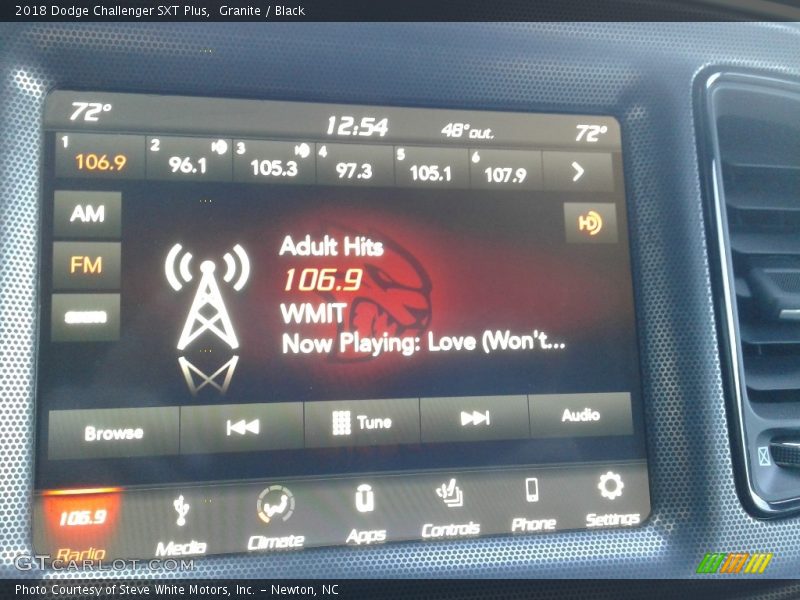 2018 Dodge Challenger SXT Plus, Granite / Black
72° 12:54 48° out. 72°
1 106.9 2 96.1 3 105.3 4 97.3 5 105.1 6 107.9
AM
FM
Adult Hits
106.9
WMIT
Now Playing: Love (Won't...
Browse Tune Audio
106.9
Radio Media Climate Apps Controls Phone Settings
GTCARLOT.COM
Photo Courtesy of Steve White Motors, Inc. – Newton, NC